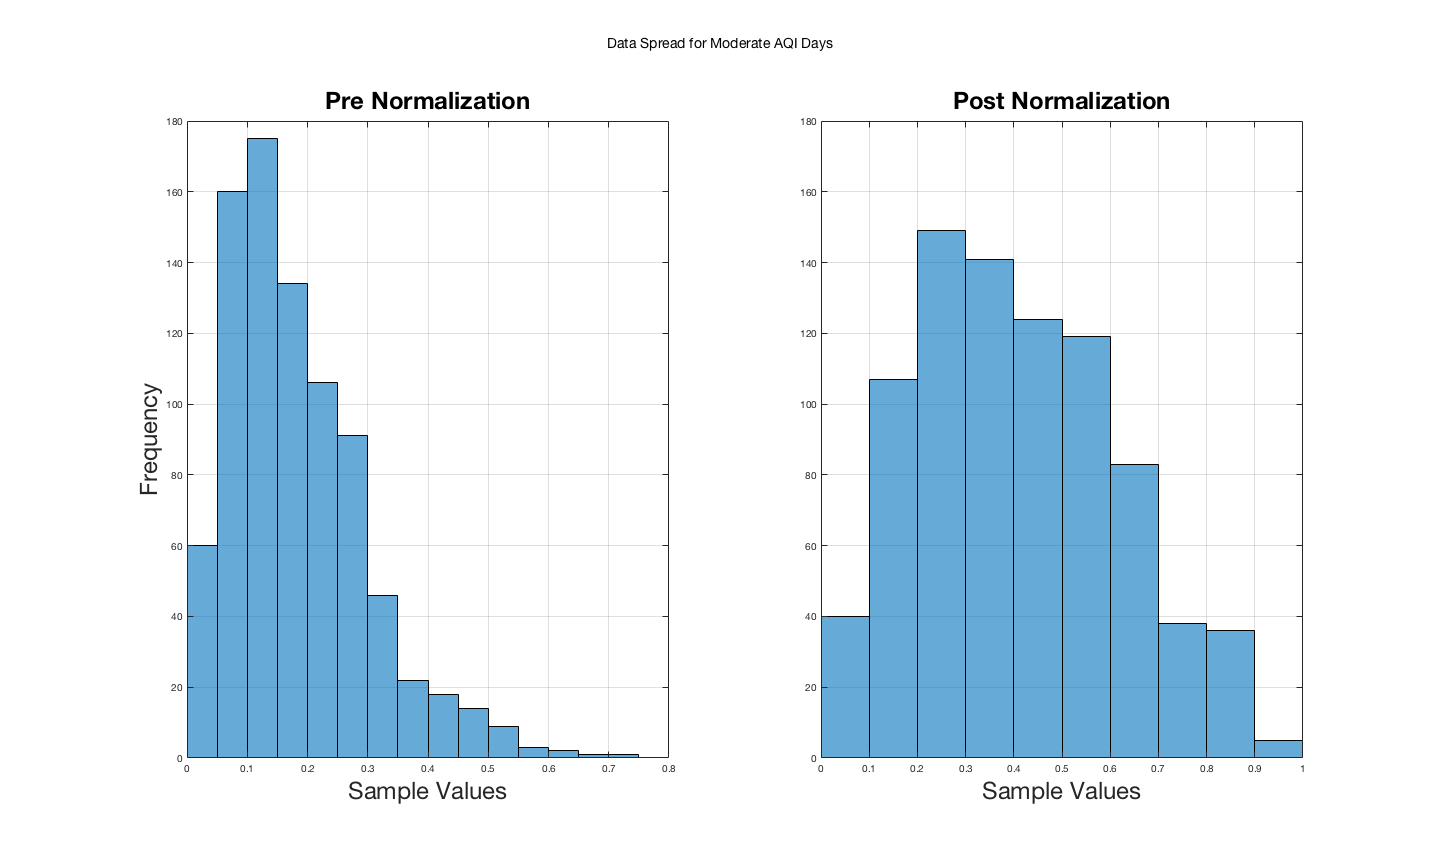 Data Spread for Moderate AQI Days
Pre Normalization
180
160
140
120
100
80
60
40
20
0
Frequency
0 0.1 0.2 0.3 0.4 0.5 0.6 0.7 0.8
Sample Values
Post Normalization
180
160
140
120
100
80
60
40
20
0
0 0.1 0.2 0.3 0.4 0.5 0.6 0.7 0.8 0.9 1
Sample Values